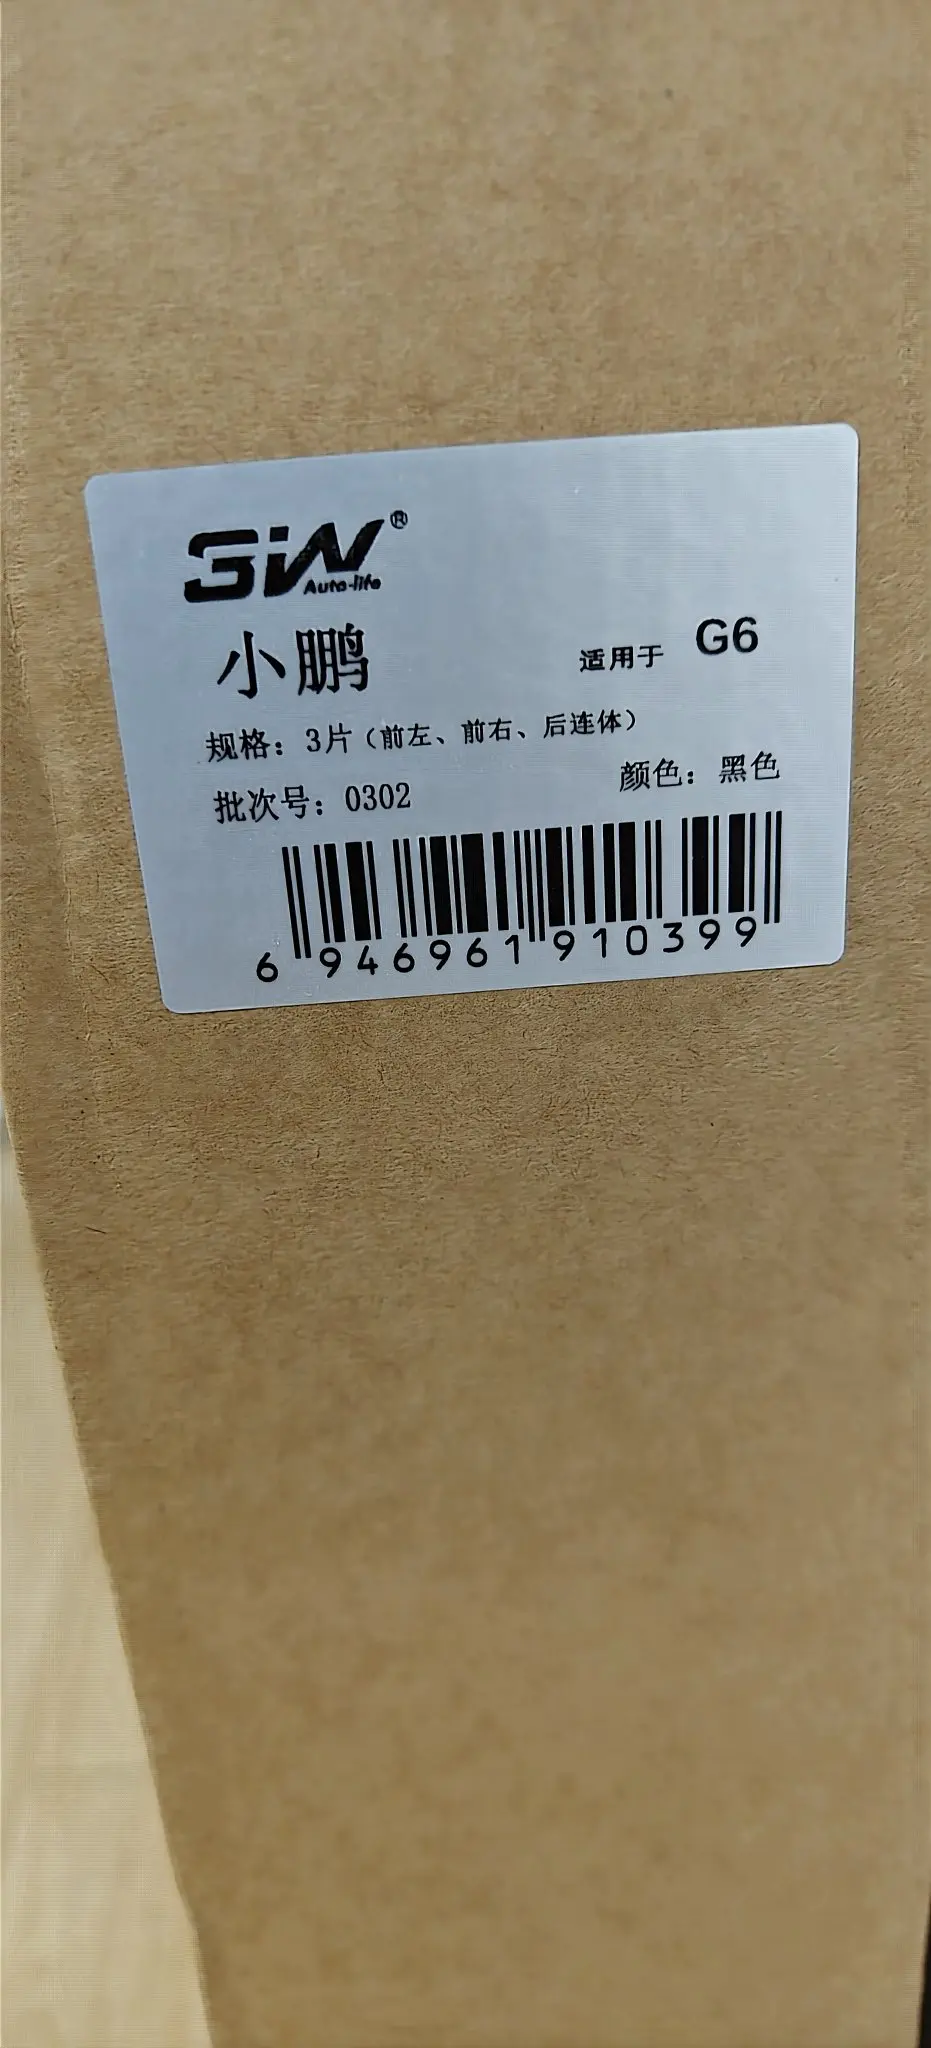 3W®
Auto-life
小鹏 适用于 G6
规格：3片（前左、前右、后连体）
批次号：0302 颜色：黑色
6 946961 910399